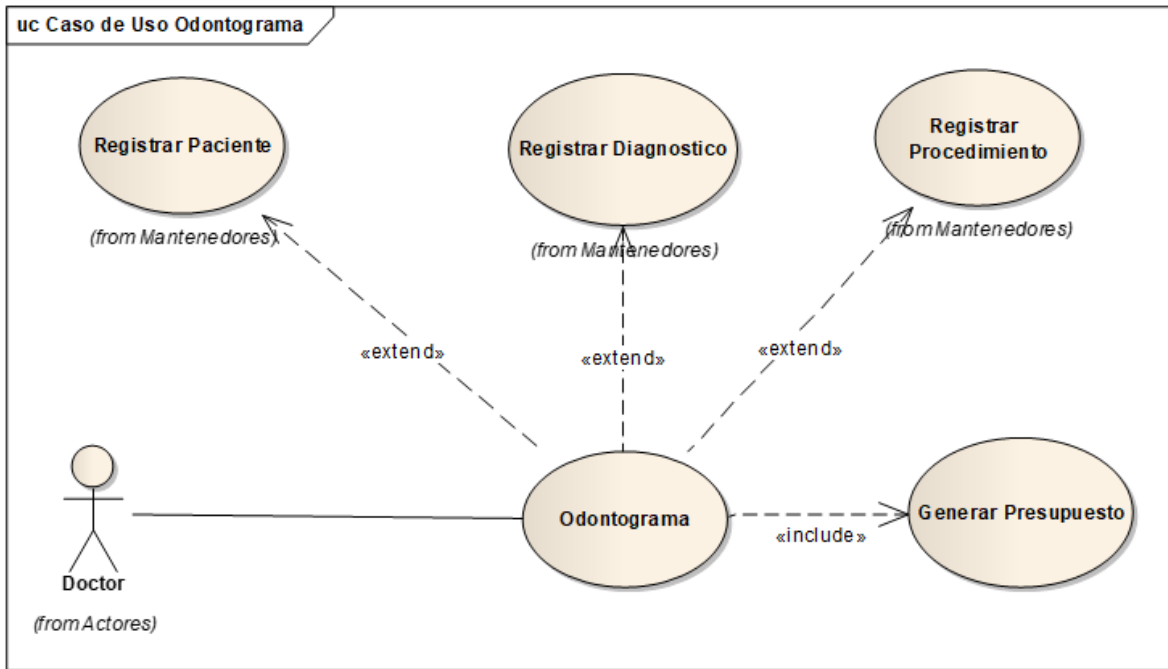 uc Caso de Uso Odontograma
Registrar Paciente
(from Mantenedores)
Registrar Diagnostico
(from Mantenedores)
Registrar
Procedimiento
(from Mantenedores)
«extend»
«extend»
«extend»
Doctor
(from Actores)
Odontograma
«include»
Generar Presupuesto